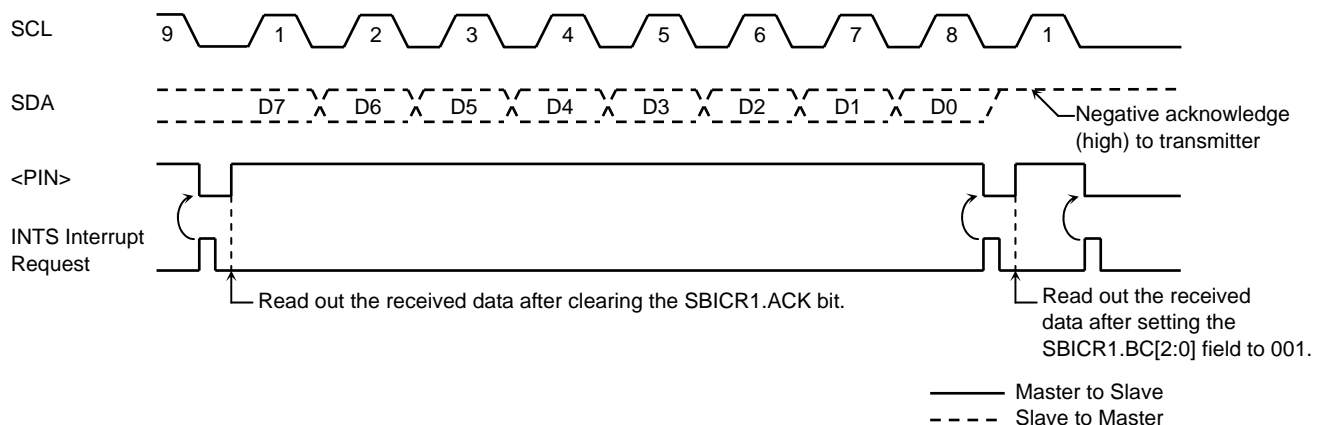 SCL
9 1 2 3 4 5 6 7 8 1
SDA
D7 D6 D5 D4 D3 D2 D1 D0
Negative acknowledge
(high) to transmitter
<PIN>
INTS Interrupt
Request
Read out the received data after clearing the SBICR1.ACK bit.
Read out the received
data after setting the
SBICR1.BC[2:0] field to 001.
Master to Slave
Slave to Master